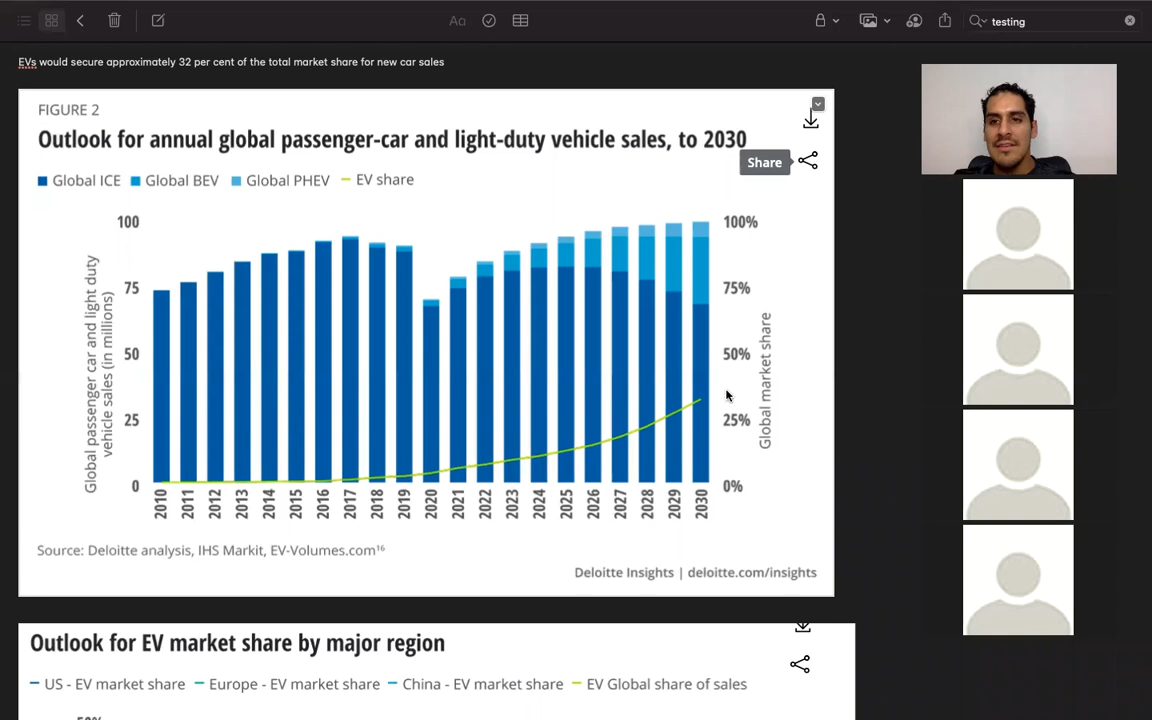 Aa
testing
EVs would secure approximately 32 per cent of the total market share for new car sales
FIGURE 2
Outlook for annual global passenger-car and light-duty vehicle sales, to 2030
Share
Global ICE Global BEV Global PHEV EV share
Global passenger car and light duty
vehicle sales (in millions)
100
75
50
25
0
100%
75%
50%
25%
0%
Global market share
2010 2011 2012 2013 2014 2015 2016 2017 2018 2019 2020 2021 2022 2023 2024 2025 2026 2027 2028 2029 2030
Source: Deloitte analysis, IHS Markit, EV-Volumes.com¹⁶
Deloitte Insights | deloitte.com/insights
Outlook for EV market share by major region
US - EV market share Europe - EV market share China - EV market share EV Global share of sales
50%